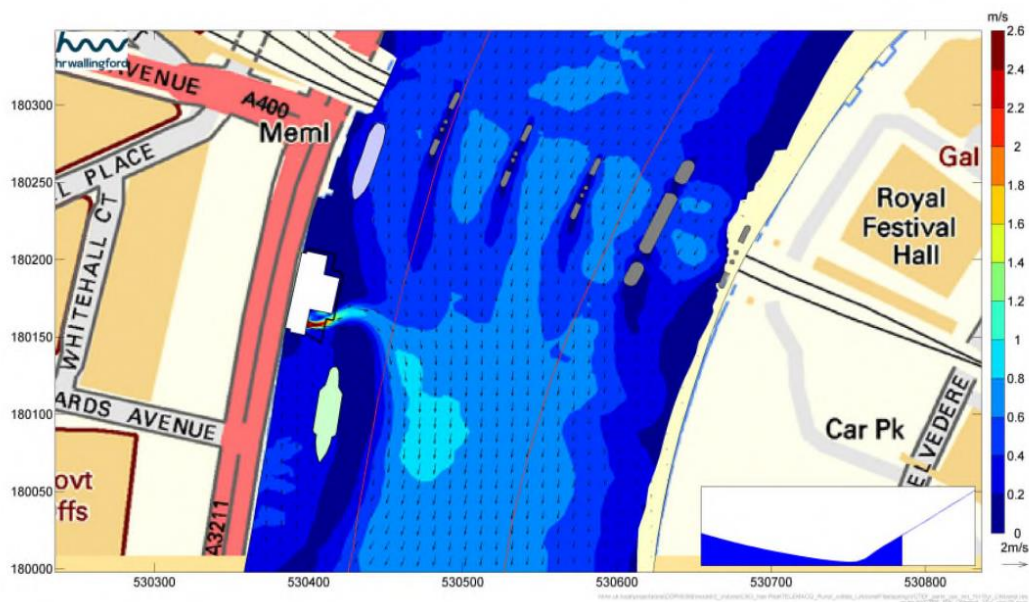 m/s
2.6
2.4
2.2
2
1.8
1.6
1.4
1.2
1
0.8
0.6
0.4
0.2
0
2m/s
hr wallingford
AVENUE
A400
Meml
L PLACE
WHITEHALL CT
ARDS AVENUE
A3211
ovt
ffs
Gal
Royal
Festival
Hall
Car Pk
ELVEDERE
180300
180250
180200
180150
180100
180050
180000
530300
530400
530500
530600
530700
530800